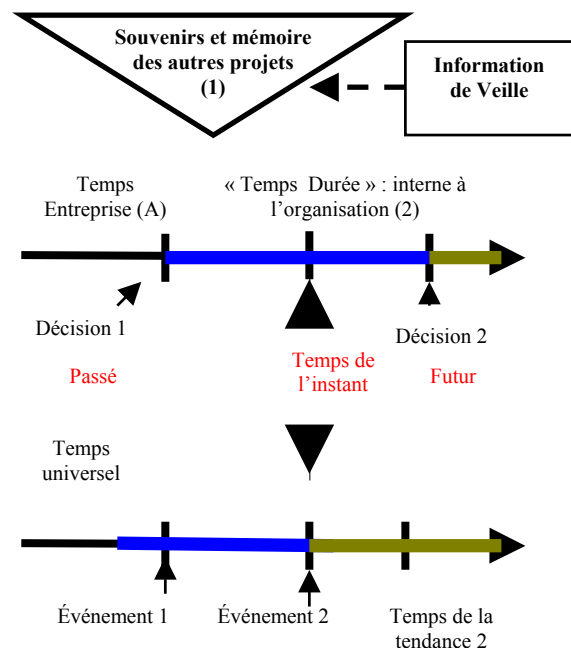 Souvenirs et mémoire
des autres projets
(1)
Information
de Veille
Temps
Entreprise (A)
« Temps Durée » : interne à
l’organisation (2)
Décision 1
Décision 2
Passé
Temps de
l’instant
Futur
Temps
universel
Événement 1
Événement 2
Temps de la
tendance 2